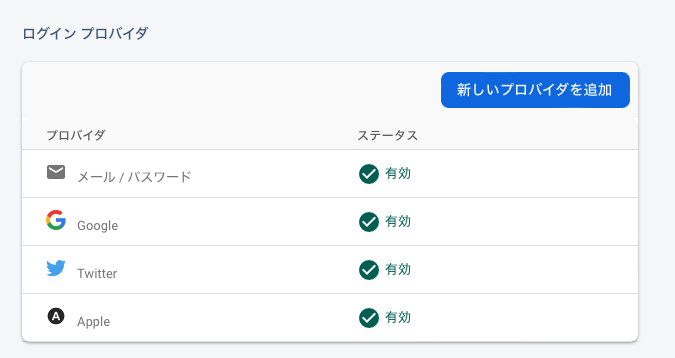 ログイン プロバイダ
新しいプロバイダを追加
プロバイダ ステータス
メール / パスワード 有効
Google 有効
Twitter 有効
A Apple 有効